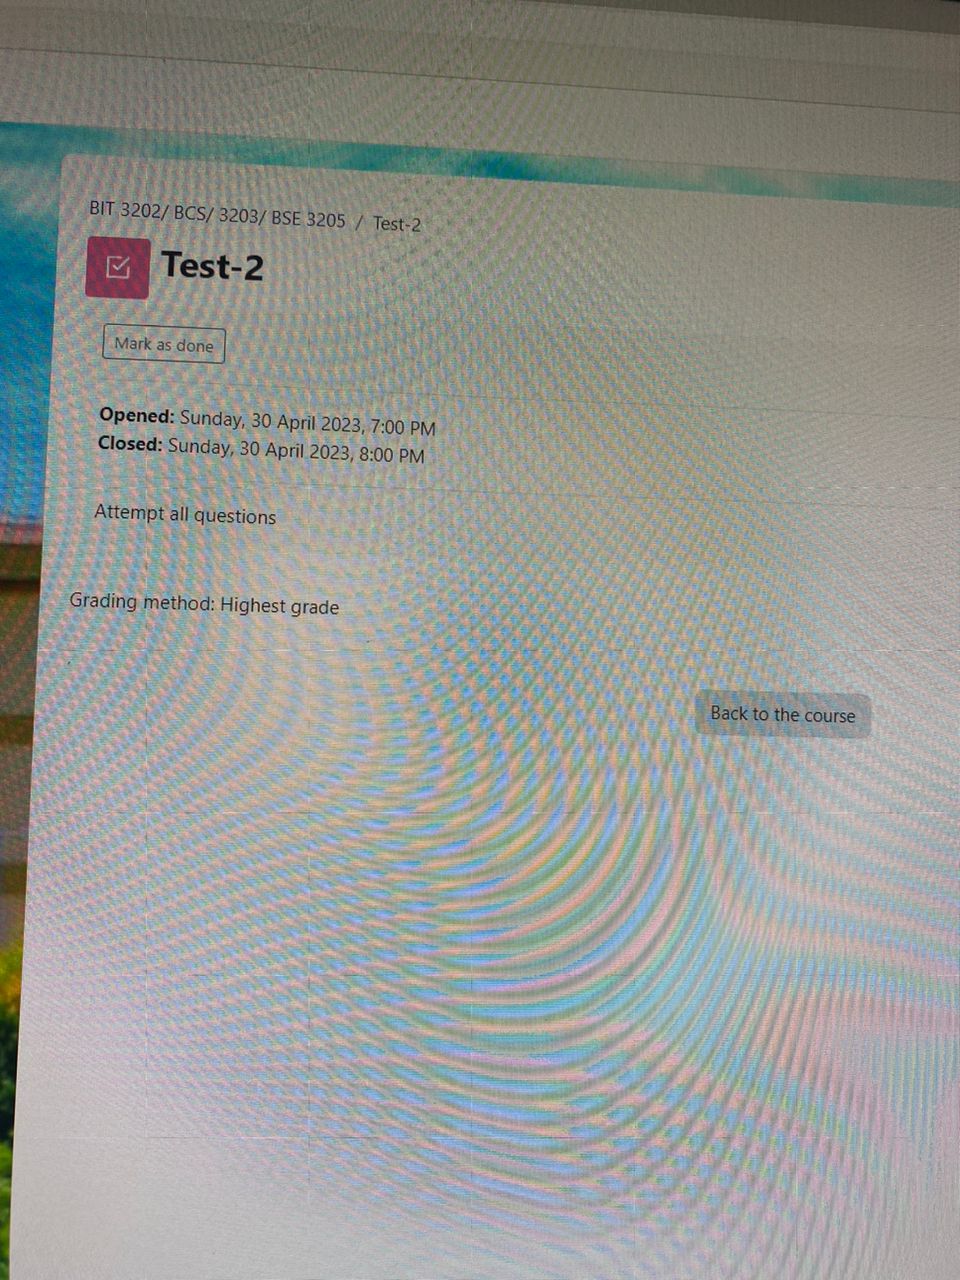 BIT 3202/ BCS/ 3203/ BSE 3205 / Test-2
Test-2
Mark as done
Opened: Sunday, 30 April 2023, 7:00 PM
Closed: Sunday, 30 April 2023, 8:00 PM
Attempt all questions
Grading method: Highest grade
Back to the course